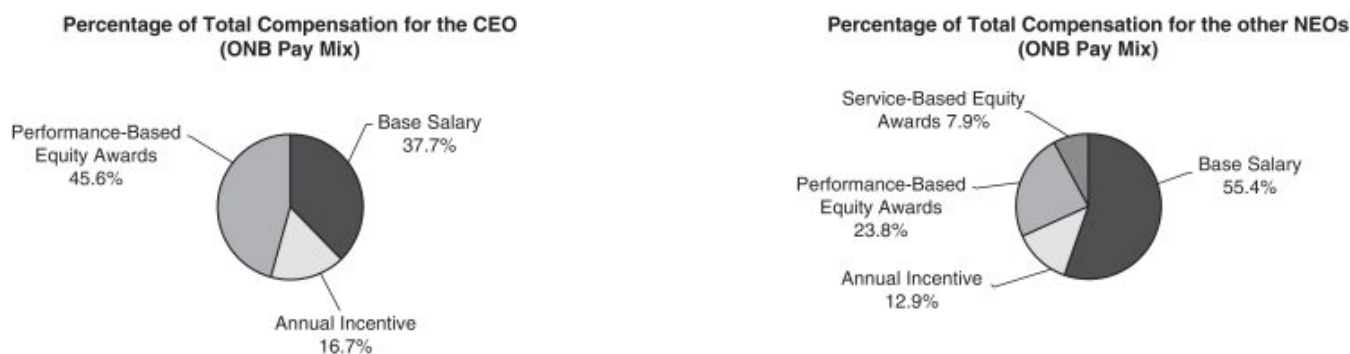 Percentage of Total Compensation for the CEO
(ONB Pay Mix)
Performance-Based
Equity Awards
45.6%
Base Salary
37.7%
Annual Incentive
16.7%
Percentage of Total Compensation for the other NEOs
(ONB Pay Mix)
Service-Based Equity
Awards 7.9%
Performance-Based
Equity Awards
23.8%
Base Salary
55.4%
Annual Incentive
12.9%